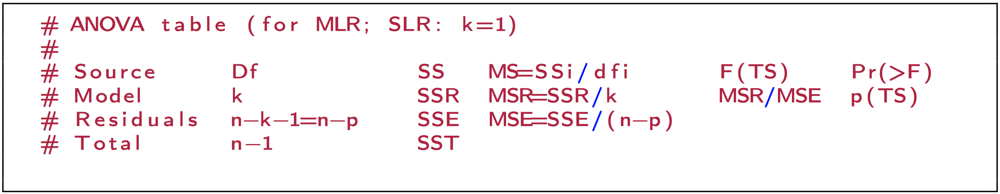 # ANOVA table (for MLR; SLR: k=1)
#
# Source Df SS MS=SSi/dfi F(TS) Pr(>F)
# Model k SSR MSR=SSR/k MSR/MSE p(TS)
# Residuals n−k−1=n−p SSE MSE=SSE/(n−p)
# Total n−1 SST